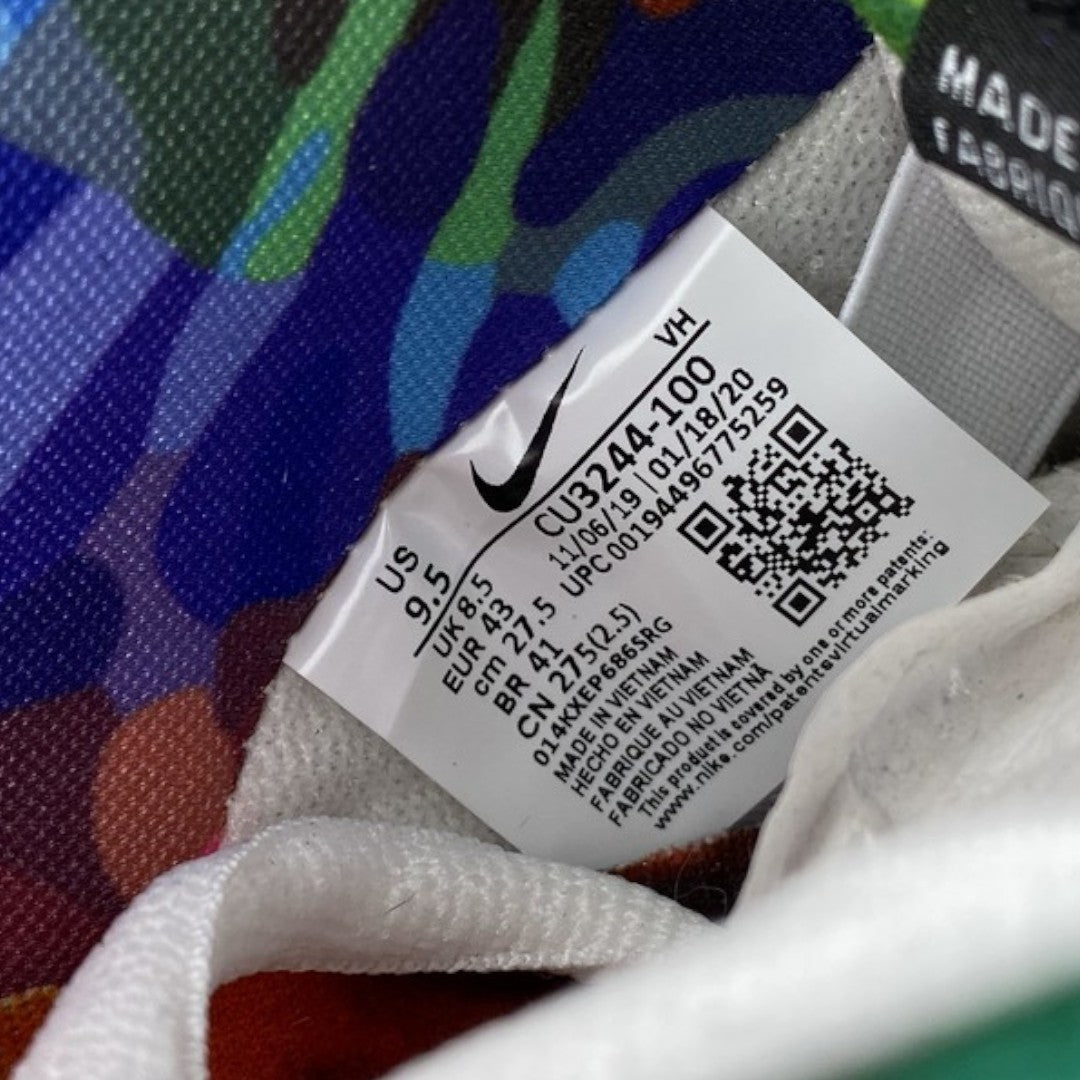 MADE
FABRIQU
VH
US
9.5
CU3244-100
UK 8.5
11/06/19 | 01/18/20
EUR 43
UPC 00194496775259
cm 27.5
BR 41
CN 275(2.5)
014KXEP686SRG
MADE IN VIETNAM
HECHO EN VIETNAM
FABRIQUE AU VIETNAM
FABRICADO NO VIETNÃ
This product is covered by one or more patents:
www.nike.com/patentsvirtualmarking